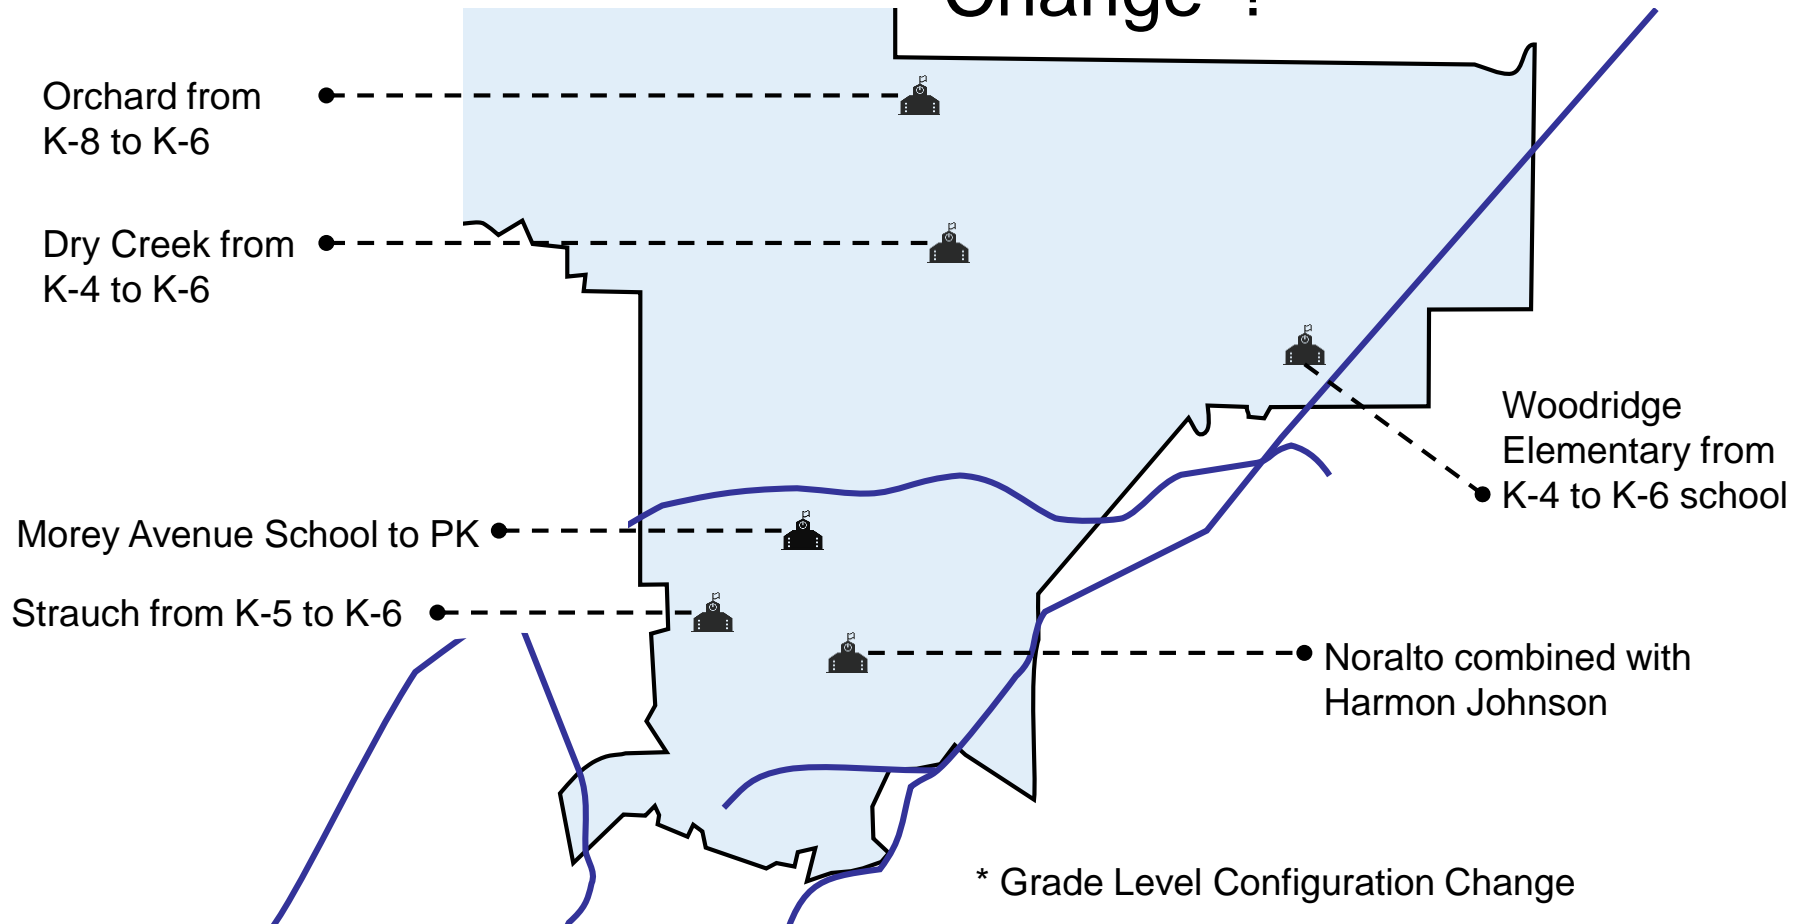 Change
Orchard from
K-8 to K-6
Dry Creek from
K-4 to K-6
Woodridge
Elementary from
K-4 to K-6 school
Morey Avenue School to PK
Strauch from K-5 to K-6
Noralto combined with
Harmon Johnson
* Grade Level Configuration Change